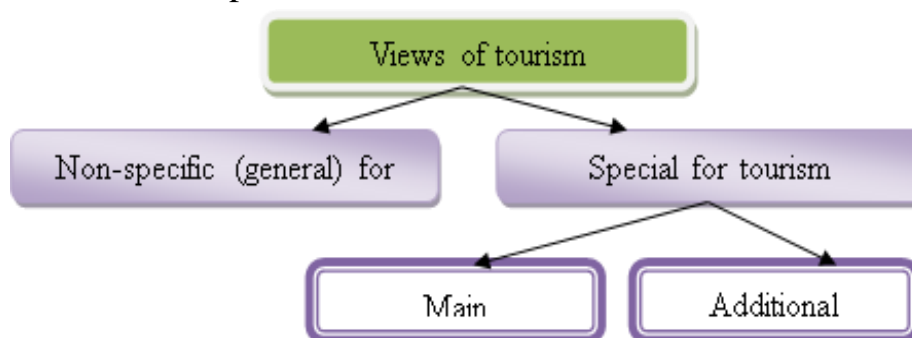 Views of tourism
Non-specific (general) for
Special for tourism
Main
Additional